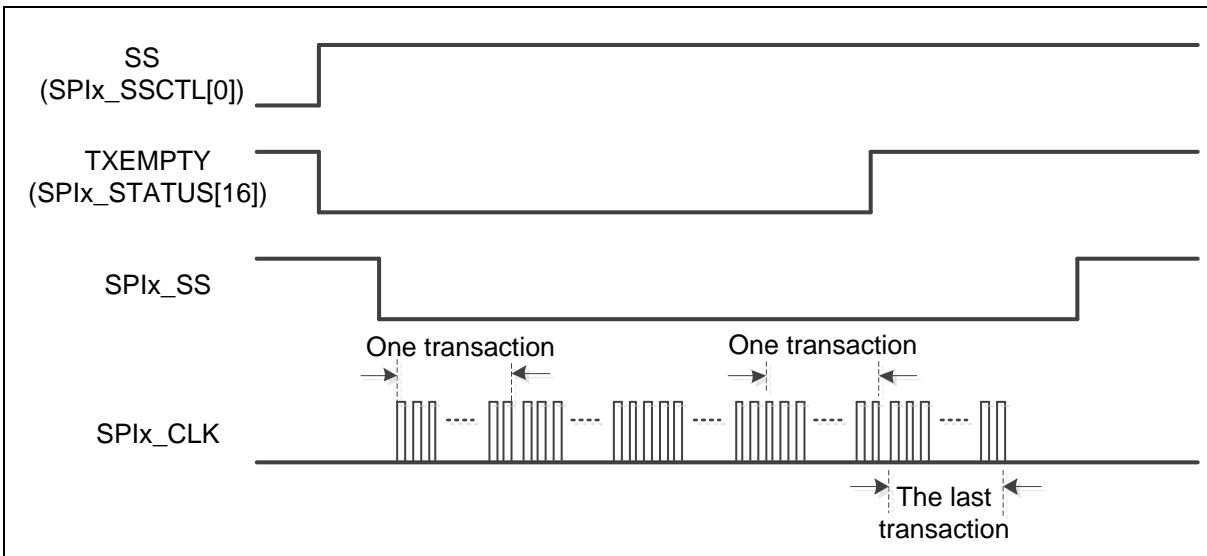 SS
(SPIx_SSCTL[0])
TXEMPTY
(SPIx_STATUS[16])
SPIx_SS
One transaction
One transaction
SPIx_CLK
The last
transaction